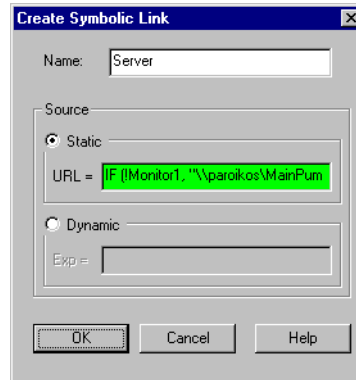 Create Symbolic Link
Name: Server
Source
Static
URL = IF (!Monitor1, "\\paroikos\MainPum
Dynamic
Exp =
OK Cancel Help